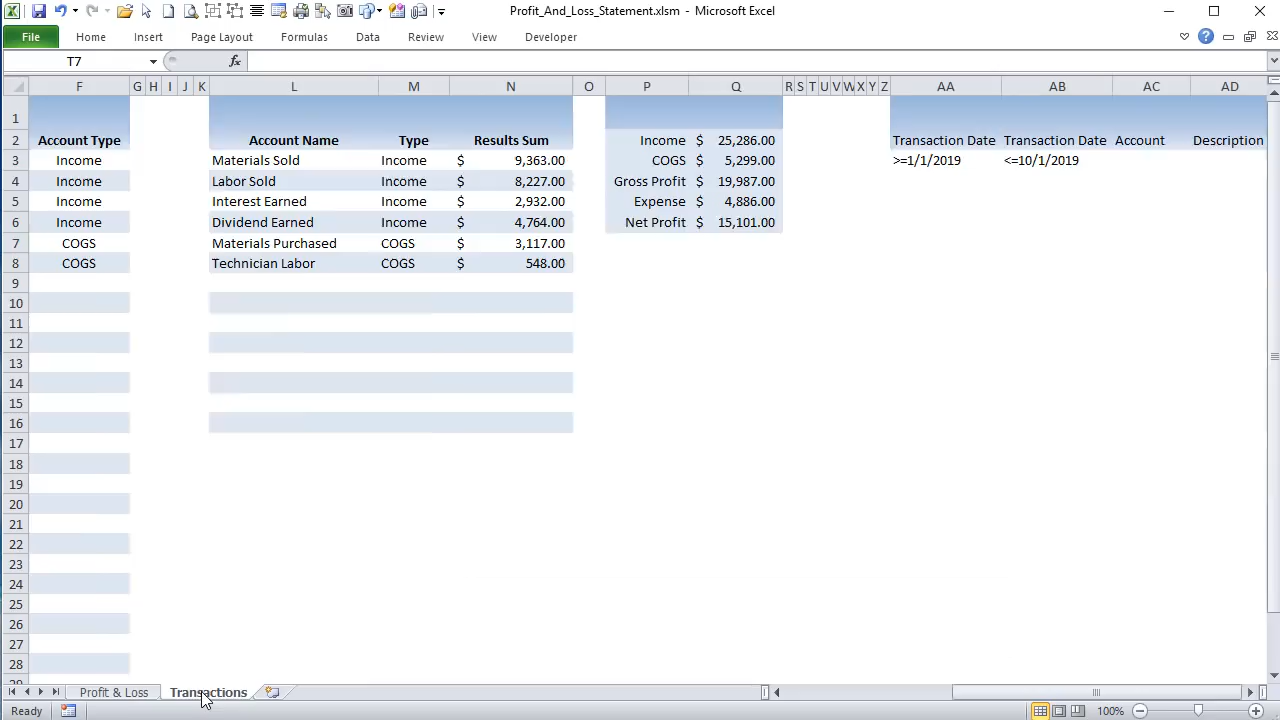 Profit_And_Loss_Statement.xlsm - Microsoft Excel
File Home Insert Page Layout Formulas Data Review View Developer
T7 fx
F G H I J K L M N O P Q R S T U V W X Y Z AA AB AC AD
1
2 Account Type Account Name Type Results Sum Income $ 25,286.00 Transaction Date Transaction Date Account Description
3 Income Materials Sold Income $ 9,363.00 COGS $ 5,299.00 >=1/1/2019 <=10/1/2019
4 Income Labor Sold Income $ 8,227.00 Gross Profit $ 19,987.00
5 Income Interest Earned Income $ 2,932.00 Expense $ 4,886.00
6 Income Dividend Earned Income $ 4,764.00 Net Profit $ 15,101.00
7 COGS Materials Purchased COGS $ 3,117.00
8 COGS Technician Labor COGS $ 548.00
9
10
11
12
13
14
15
16
17
18
19
20
21
22
23
24
25
26
27
28
Profit & Loss Transactions
Ready 100%